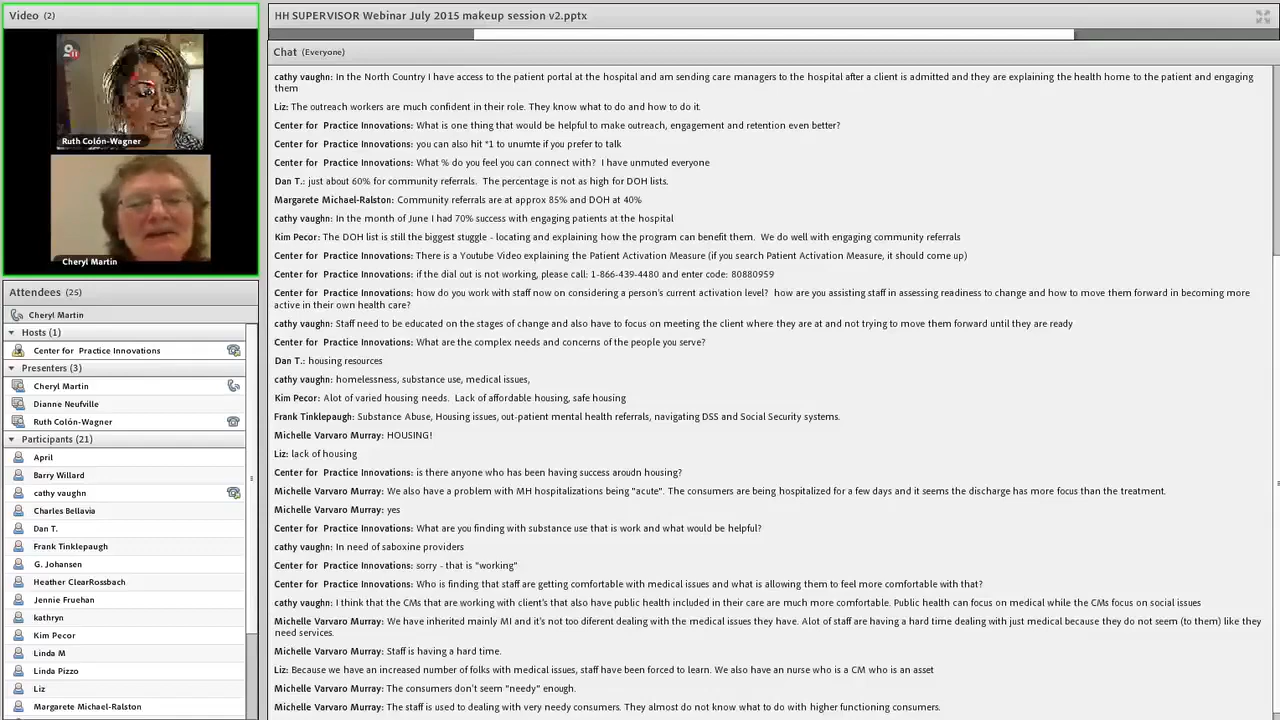 Video (2)
Ruth Colón-Wagner
Cheryl Martin
Attendees (25)
Cheryl Martin
Hosts (1)
Center for Practice Innovations
Presenters (3)
Cheryl Martin
Dianne Neufville
Ruth Colón-Wagner
Participants (21)
April
Barry Willard
cathy vaughn
Charles Bellavia
Dan T.
Frank Tinklepaugh
G. Johansen
Heather ClearRossbach
Jennie Fruehan
kathryn
Kim Pecor
Linda M
Linda Pizzo
Liz
Margarete Michael-Ralston
HH SUPERVISOR Webinar July 2015 makeup session v2.pptx
Chat (Everyone)
cathy vaughn: In the North Country I have access to the patient portal at the hospital and am sending care managers to the hospital after a client is admitted and they are explaining the health home to the patient and engaging
them
Liz: The outreach workers are much confident in their role. They know what to do and how to do it.
Center for Practice Innovations: What is one thing that would be helpful to make outreach, engagement and retention even better?
Center for Practice Innovations: you can also hit *1 to unumte if you prefer to talk
Center for Practice Innovations: What % do you feel you can connect with? I have unmuted everyone
Dan T.: just about 60% for community referrals. The percentage is not as high for DOH lists.
Margarete Michael-Ralston: Community referrals are at approx 85% and DOH at 40%
cathy vaughn: In the month of June I had 70% success with engaging patients at the hospital
Kim Pecor: The DOH list is still the biggest stuggle - locating and explaining how the program can benefit them. We do well with engaging community referrals
Center for Practice Innovations: There is a Youtube Video explaining the Patient Activation Measure (if you search Patient Activation Measure, it should come up)
Center for Practice Innovations: if the dial out is not working, please call: 1-866-439-4480 and enter code: 80880959
Center for Practice Innovations: how do you work with staff now on considering a person's current activation level? how are you assisting staff in assessing readiness to change and how to move them forward in becoming more
active in their own health care?
cathy vaughn: Staff need to be educated on the stages of change and also have to focus on meeting the client where they are at and not trying to move them forward until they are ready
Center for Practice Innovations: What are the complex needs and concerns of the people you serve?
Dan T.: housing resources
cathy vaughn: homelessness, substance use, medical issues,
Kim Pecor: Alot of varied housing needs. Lack of affordable housing, safe housing
Frank Tinklepaugh: Substance Abuse, Housing issues, out-patient mental health referrals, navigating DSS and Social Security systems.
Michelle Varvaro Murray: HOUSING!
Liz: lack of housing
Center for Practice Innovations: is there anyone who has been having success aroudn housing?
Michelle Varvaro Murray: We also have a problem with MH hospitalizations being "acute". The consumers are being hospitalized for a few days and it seems the discharge has more focus than the treatment.
Michelle Varvaro Murray: yes
Center for Practice Innovations: What are you finding with substance use that is work and what would be helpful?
cathy vaughn: In need of saboxine providers
Center for Practice Innovations: sorry - that is "working"
Center for Practice Innovations: Who is finding that staff are getting comfortable with medical issues and what is allowing them to feel more comfortable with that?
cathy vaughn: I think that the CMs that are working with client's that also have public health included in their care are much more comfortable. Public health can focus on medical while the CMs focus on social issues
Michelle Varvaro Murray: We have inherited mainly MI and it's not too diferent dealing with the medical issues they have. Alot of staff are having a hard time dealing with just medical because they do not seem (to them) like they
need services.
Michelle Varvaro Murray: Staff is having a hard time.
Liz: Because we have an increased number of folks with medical issues, staff have been forced to learn. We also have an nurse who is a CM who is an asset
Michelle Varvaro Murray: The consumers don't seem "needy" enough.
Michelle Varvaro Murray: The staff is used to dealing with very needy consumers. They almost do not know what to do with higher functioning consumers.